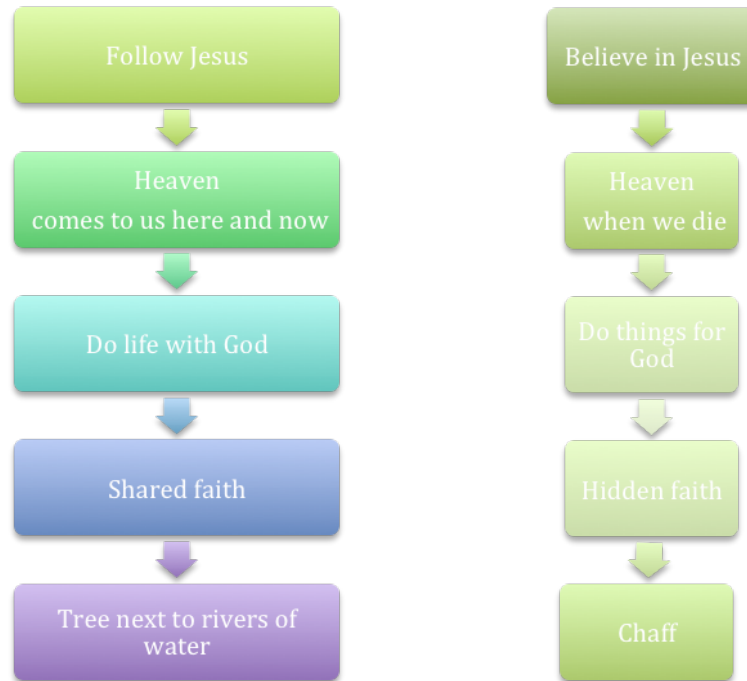 Follow Jesus
Heaven
comes to us here and now
Do life with God
Shared faith
Tree next to rivers of
water
Believe in Jesus
Heaven
when we die
Do things for
God
Hidden faith
Chaff